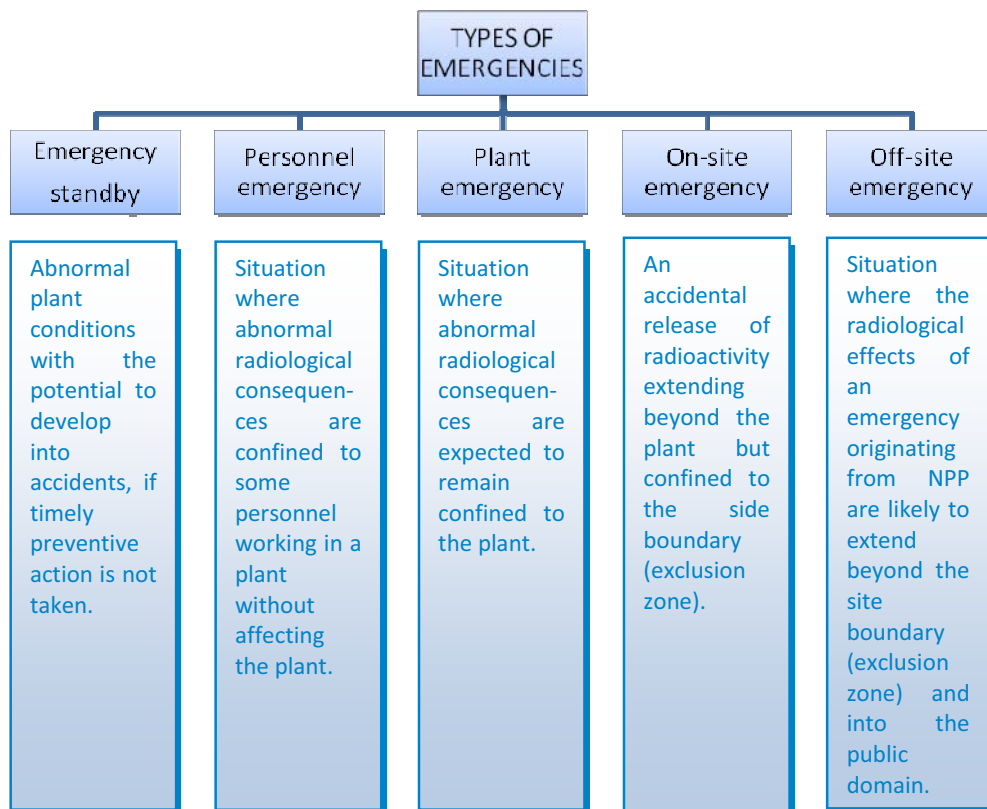 TYPES OF
EMERGENCIES
Emergency
standby
Personnel
emergency
Plant
emergency
On-site
emergency
Off-site
emergency
Abnormal
plant
conditions
with the
potential to
develop
into
accidents, if
timely
preventive
action is not
taken.
Situation
where
abnormal
radiological
consequen-
ces are
confined to
some
personnel
working in a
plant
without
affecting
the plant.
Situation
where
abnormal
radiological
consequen-
ces are
expected to
remain
confined to
the plant.
An
accidental
release of
radioactivity
extending
beyond the
plant but
confined to
the side
boundary
(exclusion
zone).
Situation
where the
radiological
effects of
an
emergency
originating
from NPP
are likely to
extend
beyond the
site
boundary
(exclusion
zone) and
into the
public
domain.